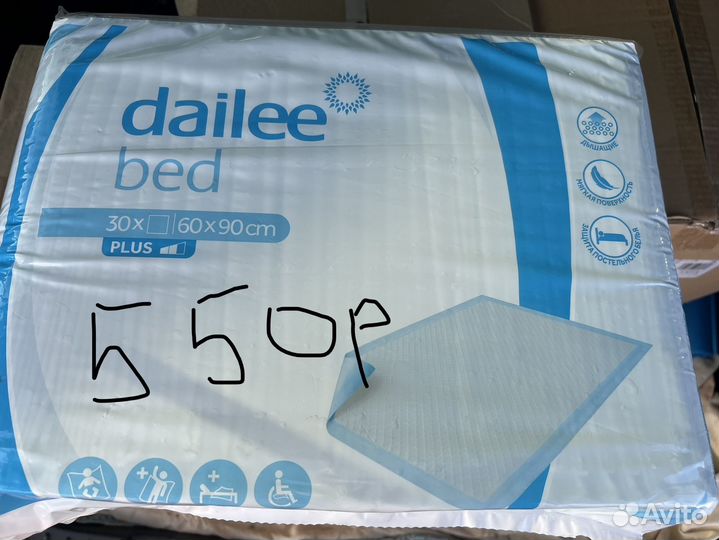 dailee
bed
30x□|60x90cm
PLUS
ДЫШАЩИЕ
МЯГКАЯ ПОВЕРХНОСТЬ
ЗАЩИТА ПОСТЕЛЬНОГО БЕЛЬЯ
550р
Avito